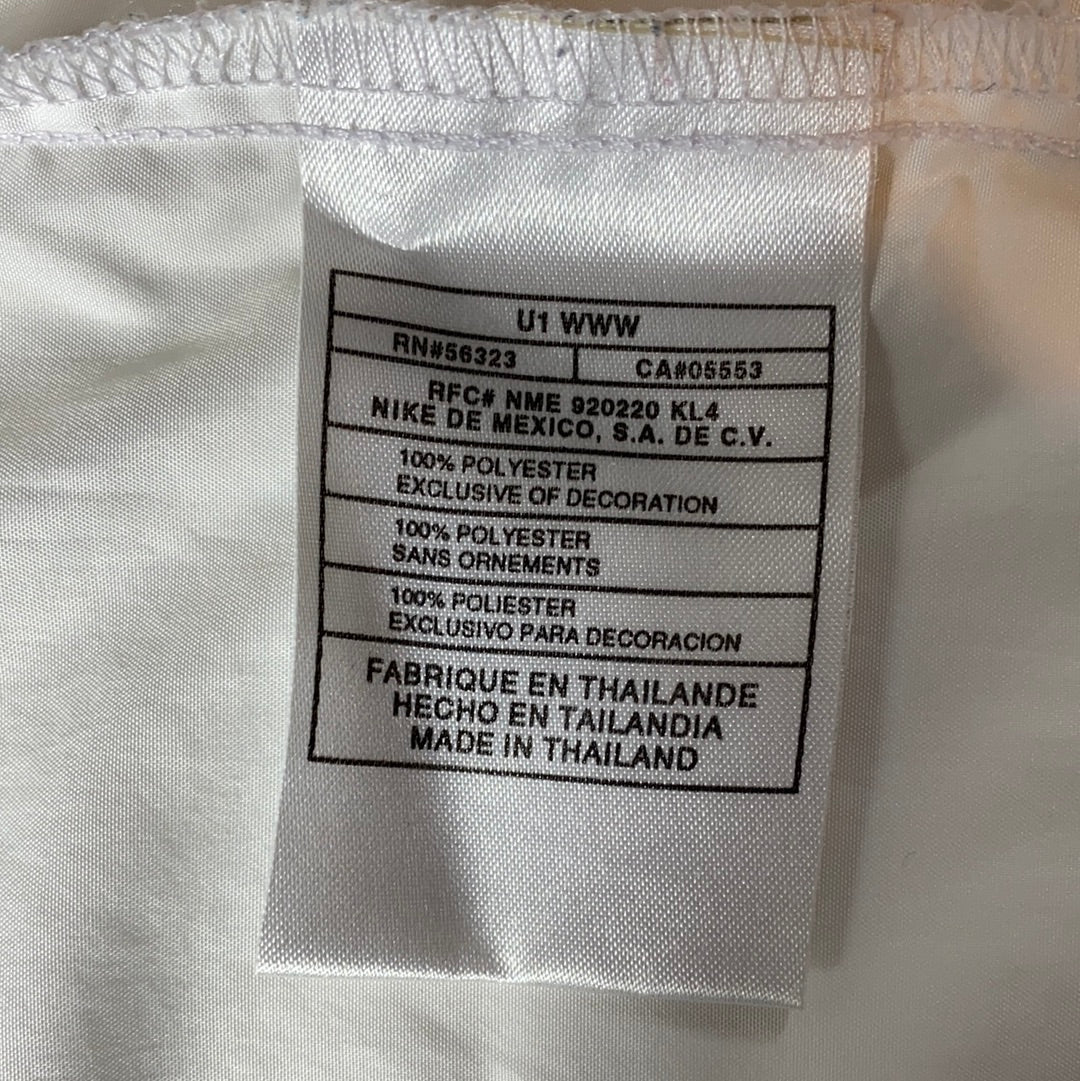 U1 WWW
RN#56323 CA#05553
RFC# NME 920220 KL4
NIKE DE MEXICO, S.A. DE C.V.
100% POLYESTER
EXCLUSIVE OF DECORATION
100% POLYESTER
SANS ORNEMENTS
100% POLIESTER
EXCLUSIVO PARA DECORACION
FABRIQUE EN THAILANDE
HECHO EN TAILANDIA
MADE IN THAILAND